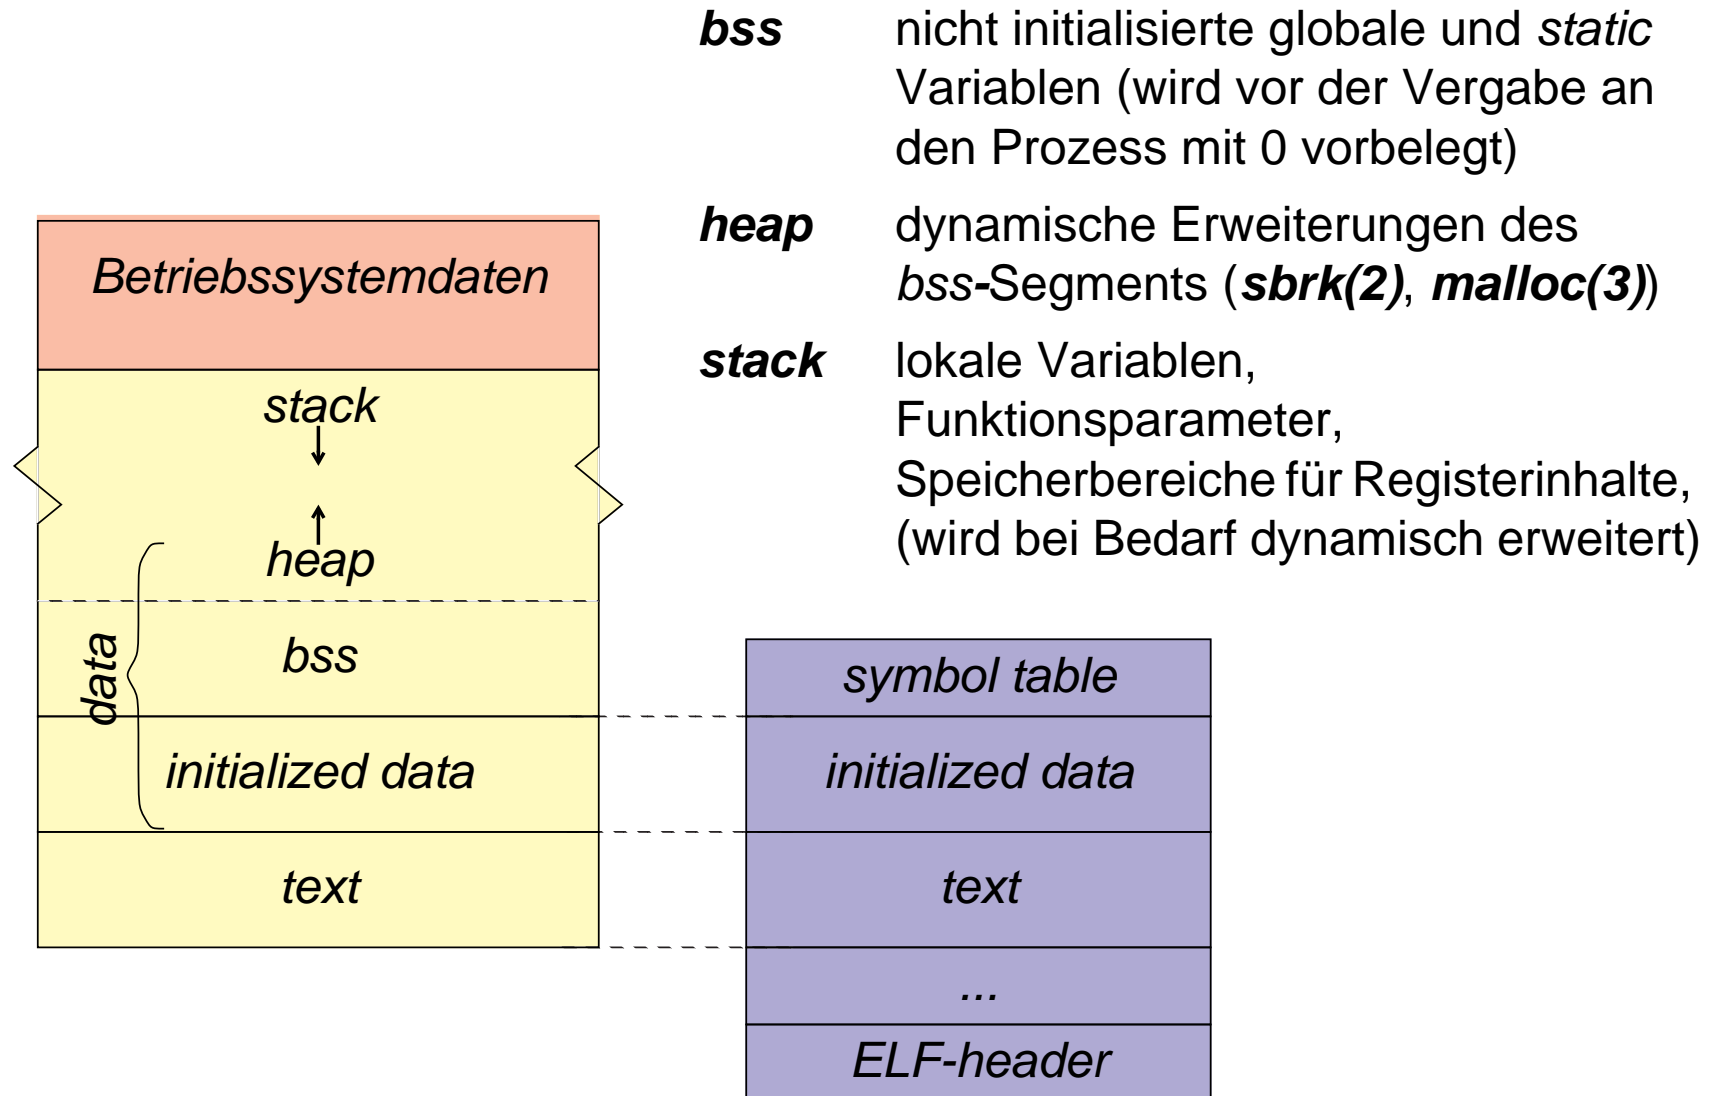 bss nicht initialisierte globale und static
Variablen (wird vor der Vergabe an
den Prozess mit 0 vorbelegt)
heap dynamische Erweiterungen des
bss-Segments (sbrk(2), malloc(3))
stack lokale Variablen,
Funktionsparameter,
Speicherbereiche für Registerinhalte,
(wird bei Bedarf dynamisch erweitert)
Betriebssystemdaten
stack
heap
data
bss
initialized data
text
symbol table
initialized data
text
...
ELF-header